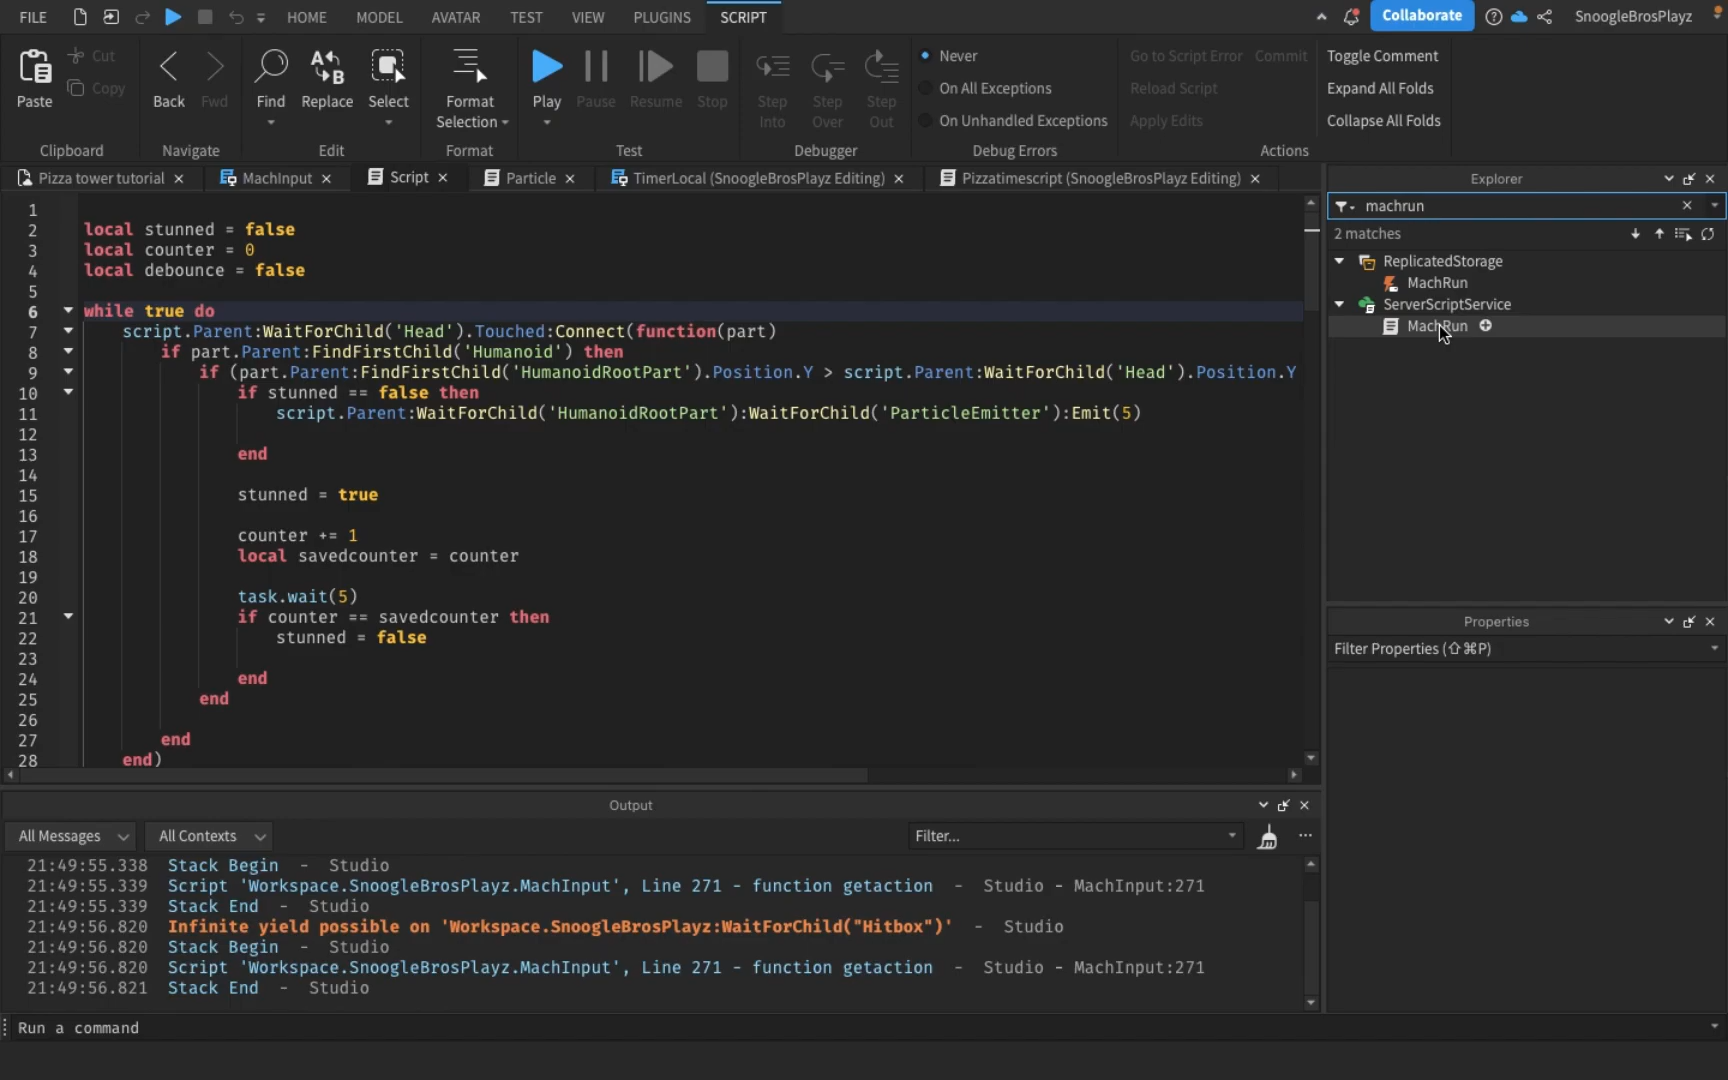 FILE HOME MODEL AVATAR TEST VIEW PLUGINS SCRIPT Collaborate SnoogleBrosPlayz
Paste Cut Copy Back Fwd Find Replace Select Format Selection Play Pause Resume Stop Step Into Step Over Step Out
Never Go to Script Error Commit Toggle Comment
On All Exceptions Reload Script Expand All Folds
On Unhandled Exceptions Apply Edits Collapse All Folds
Clipboard Navigate Edit Format Test Debugger Debug Errors Actions
Pizza tower tutorial × MachInput × Script × Particle × TimerLocal (SnoogleBrosPlayz Editing) × Pizzatimescript (SnoogleBrosPlayz Editing) ×
1
2 local stunned = false
3 local counter = 0
4 local debounce = false
5
6 while true do
7 script.Parent:WaitForChild('Head').Touched:Connect(function(part)
8 if part.Parent:FindFirstChild('Humanoid') then
9 if (part.Parent:FindFirstChild('HumanoidRootPart').Position.Y > script.Parent:WaitForChild('Head').Position.Y
10 if stunned == false then
11 script.Parent:WaitForChild('HumanoidRootPart'):WaitForChild('ParticleEmitter'):Emit(5)
12
13 end
14
15 stunned = true
16
17 counter += 1
18 local savedcounter = counter
19
20 task.wait(5)
21 if counter == savedcounter then
22 stunned = false
23
24 end
25 end
26
27 end
28 end)
Explorer
machrun
2 matches
ReplicatedStorage
MachRun
ServerScriptService
MachRun
Properties
Filter Properties (⇧⌘P)
Output
All Messages All Contexts Filter... ...
21:49:55.338 Stack Begin - Studio
21:49:55.339 Script 'Workspace.SnoogleBrosPlayz.MachInput', Line 271 - function getaction - Studio - MachInput:271
21:49:55.339 Stack End - Studio
21:49:56.820 Infinite yield possible on 'Workspace.SnoogleBrosPlayz:WaitForChild("Hitbox")' - Studio
21:49:56.820 Stack Begin - Studio
21:49:56.820 Script 'Workspace.SnoogleBrosPlayz.MachInput', Line 271 - function getaction - Studio - MachInput:271
21:49:56.821 Stack End - Studio
Run a command